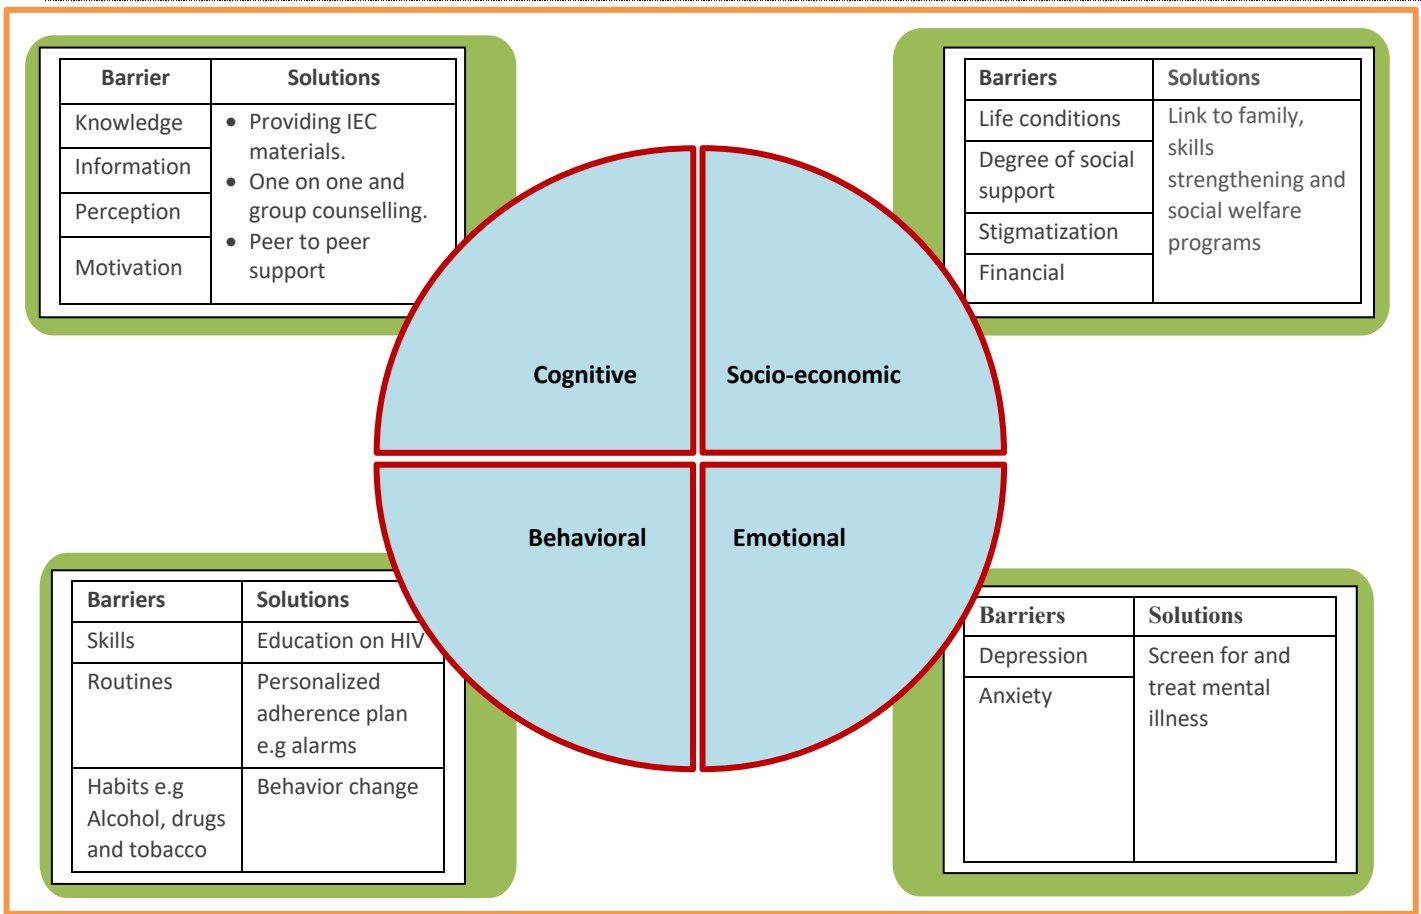 Barrier Solutions
Knowledge
Information
Perception
Motivation
• Providing IEC
materials.
• One on one and
group counselling.
• Peer to peer
support
Barriers Solutions
Life conditions
Degree of social
support
Stigmatization
Financial
Link to family,
skills
strengthening and
social welfare
programs
Cognitive
Socio-economic
Behavioral
Emotional
Barriers Solutions
Skills Education on HIV
Routines Personalized
adherence plan
e.g alarms
Habits e.g Behavior change
Alcohol, drugs
and tobacco
Barriers Solutions
Depression
Anxiety
Screen for and
treat mental
illness